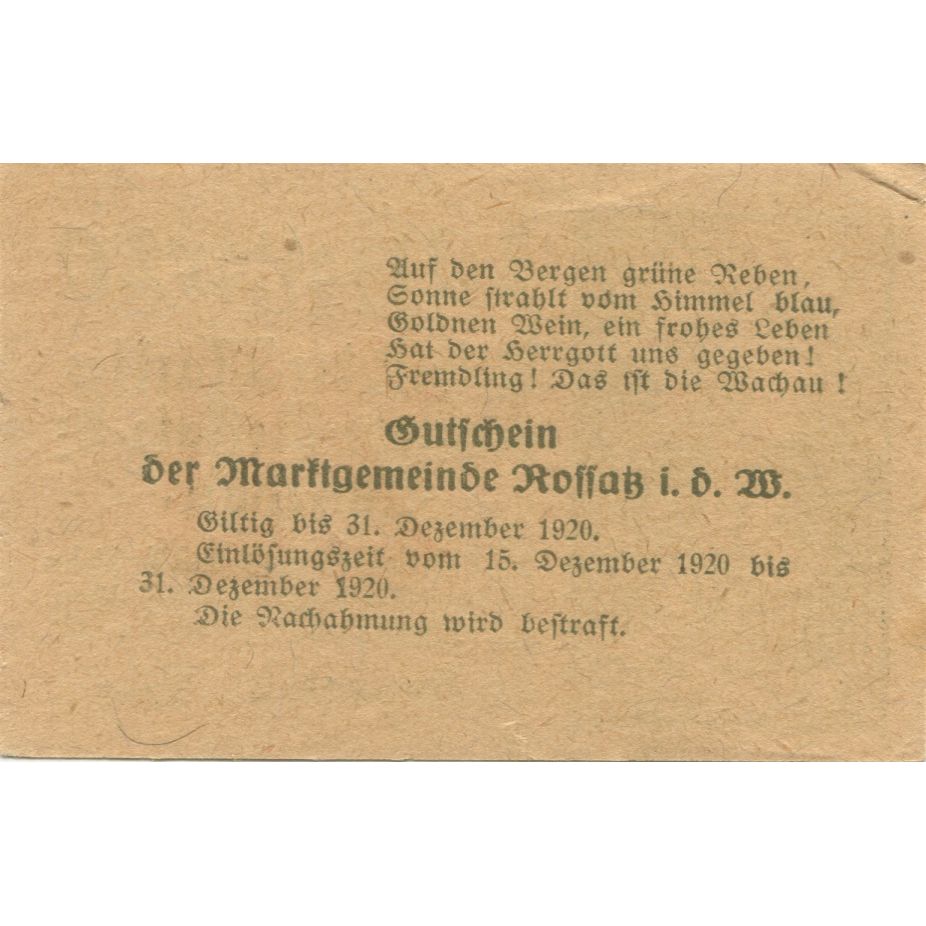 Auf den Bergen grüne Reben,
Sonne strahlt vom Himmel blau,
Goldnen Wein, ein frohes Leben
Hat der Herrgott uns gegeben!
Fremdling! Das ist die Wachau!
Gutschein
der Marktgemeinde Rossatz i. d. W.
Giltig bis 31. Dezember 1920.
Einlösungszeit vom 15. Dezember 1920 bis
31. Dezember 1920.
Die Nachahmung wird bestraft.